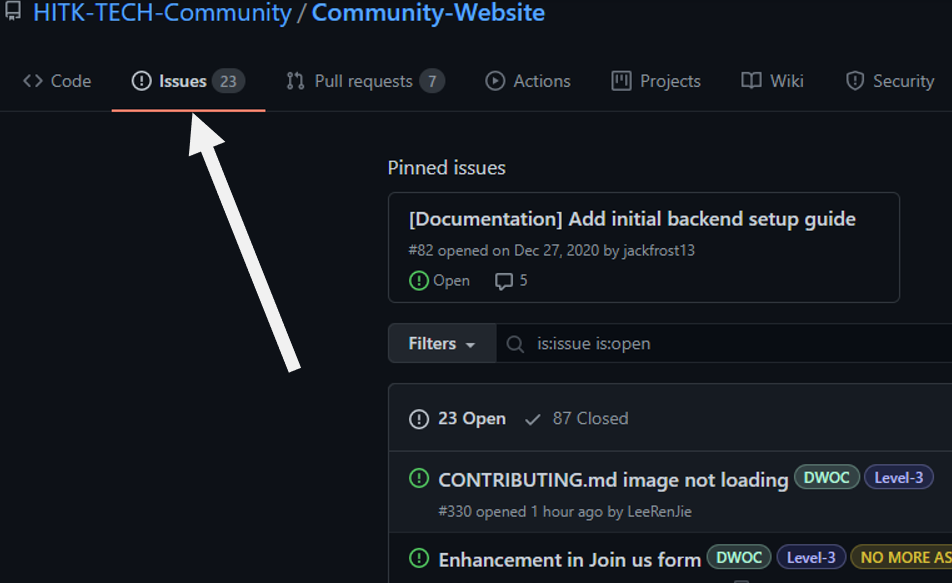 HITK-TECH-Community / Community-Website
Code Issues 23 Pull requests 7 Actions Projects Wiki Security
Pinned issues
[Documentation] Add initial backend setup guide
#82 opened on Dec 27, 2020 by jackfrost13
Open 5
Filters is:issue is:open
23 Open 87 Closed
CONTRIBUTING.md image not loading DWOC Level-3
#330 opened 1 hour ago by LeeRenJie
Enhancement in Join us form DWOC Level-3 NO MORE AS